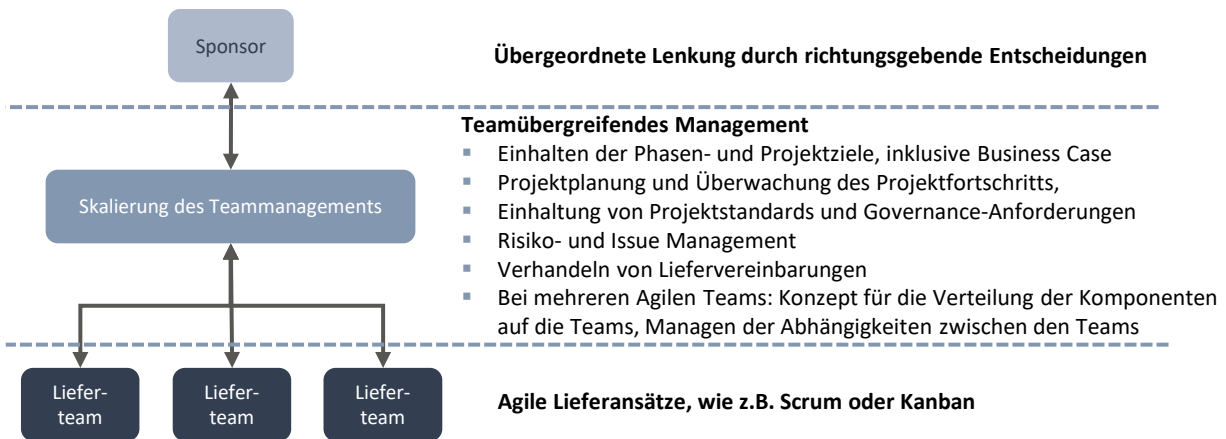 Sponsor
Übergeordnete Lenkung durch richtungsgebende Entscheidungen
Teamübergreifendes Management
▪ Einhalten der Phasen- und Projektziele, inklusive Business Case
▪ Projektplanung und Überwachung des Projektfortschritts,
▪ Einhaltung von Projektstandards und Governance-Anforderungen
▪ Risiko- und Issue Management
▪ Verhandeln von Liefervereinbarungen
▪ Bei mehreren Agilen Teams: Konzept für die Verteilung der Komponenten
auf die Teams, Managen der Abhängigkeiten zwischen den Teams
Skalierung des Teammanagements
Liefer-
team
Liefer-
team
Liefer-
team
Agile Lieferansätze, wie z.B. Scrum oder Kanban